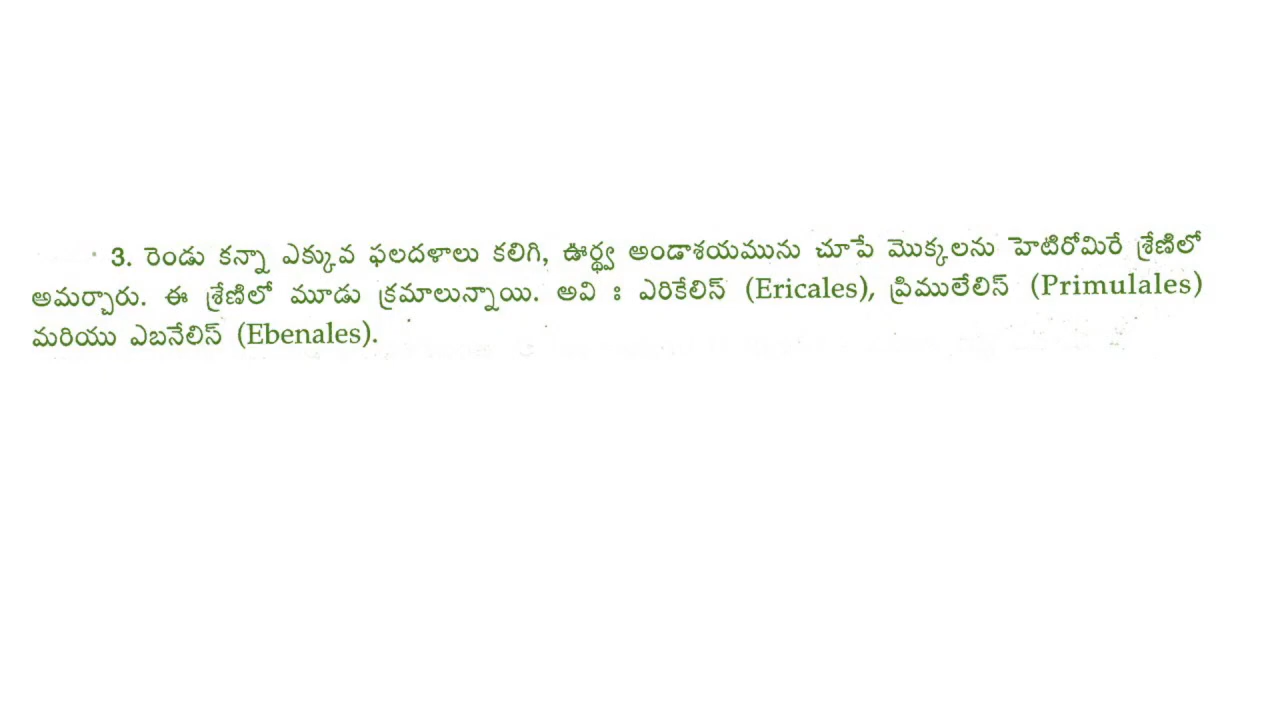 3. రెండు కన్నా ఎక్కువ ఫలదళాలు కలిగి, ఊర్థ్వ అండాశయమును చూపే మొక్కలను హెటిరోమిరే శ్రేణిలో
అమర్చారు. ఈ శ్రేణిలో మూడు క్రమాలున్నాయి. అవి : ఎరికేలిస్ (Ericales), ప్రిములేలిస్ (Primulales)
మరియు ఎబనేలిస్ (Ebenales).